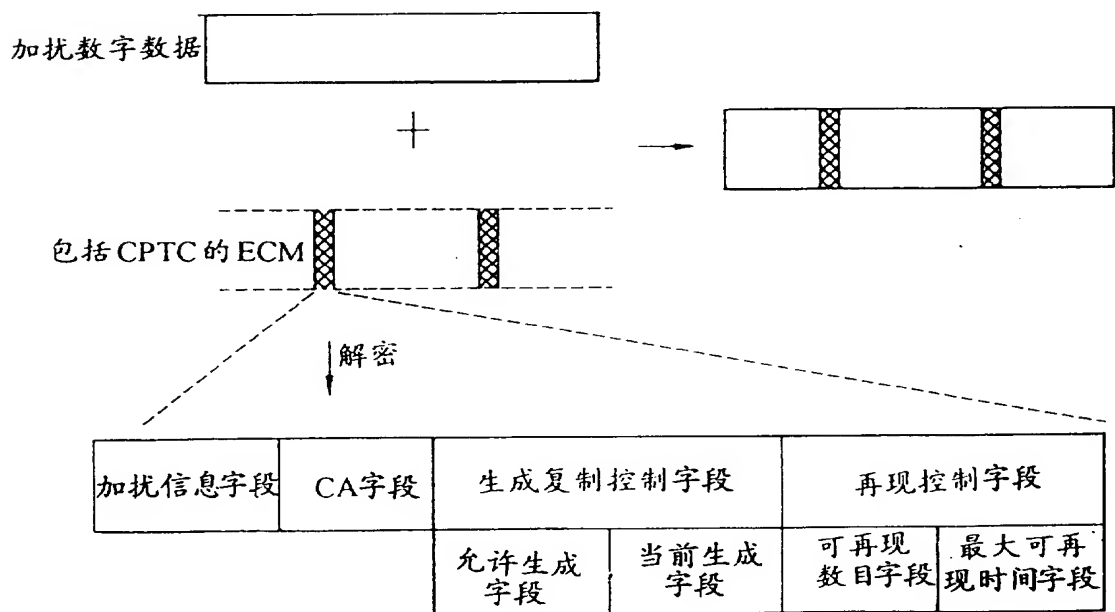 加扰数字数据
包括CPTC的ECM
解密
加扰信息字段
CA字段
生成复制控制字段
再现控制字段
允许生成
字段
当前生成
字段
可再现
数目字段
最大可再
现时间字段